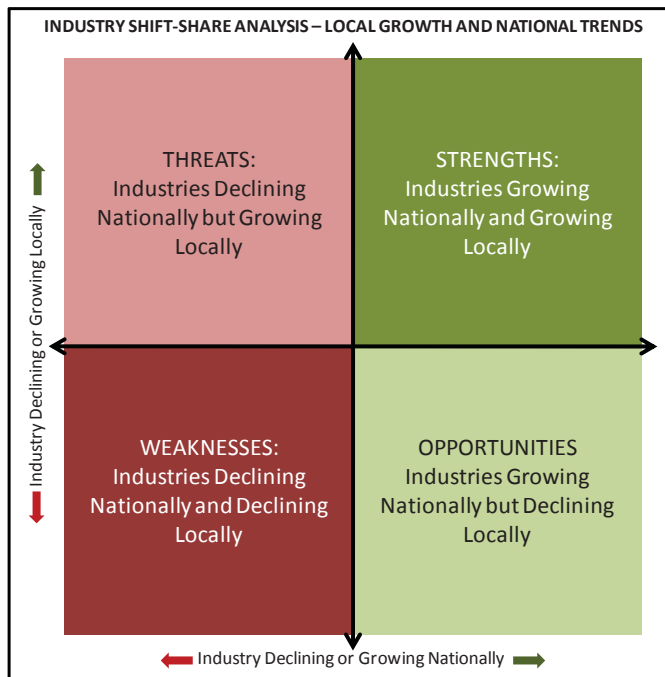 INDUSTRY SHIFT-SHARE ANALYSIS – LOCAL GROWTH AND NATIONAL TRENDS
THREATS:
Industries Declining
Nationally but Growing
Locally
STRENGTHS:
Industries Growing
Nationally and Growing
Locally
Industry Declining or Growing Locally
WEAKNESSES:
Industries Declining
Nationally and Declining
Locally
OPPORTUNITIES
Industries Growing
Nationally but Declining
Locally
Industry Declining or Growing Nationally